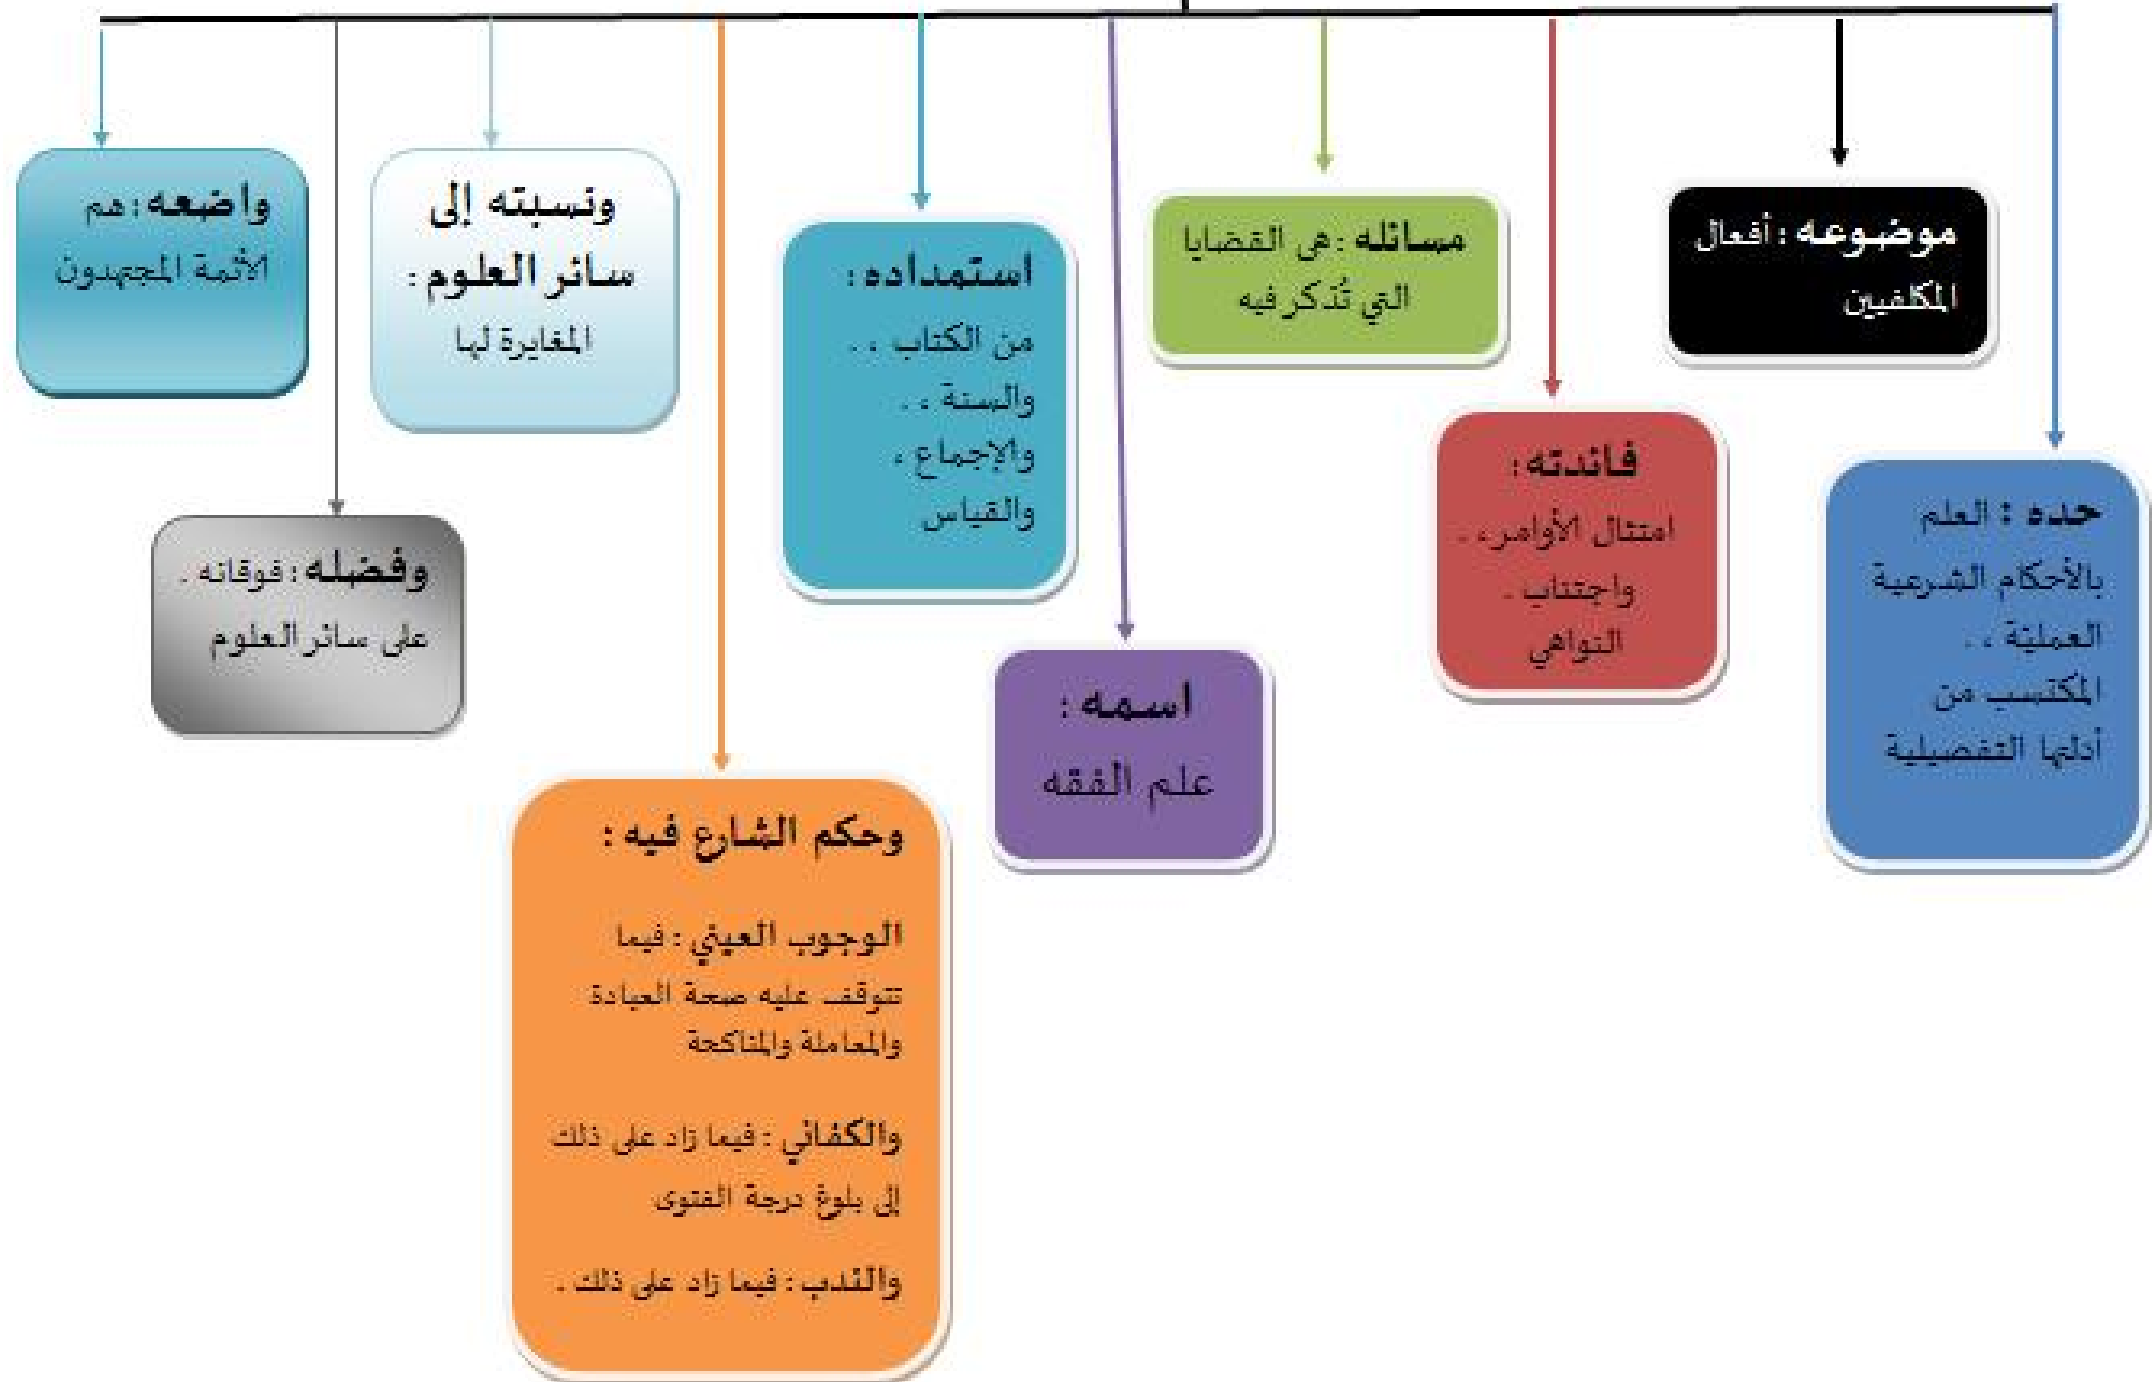 حده : العلم
بالأحكام الشرعية
العملية ، .
المكتسب من
أدلتها التفصيلية
موضوعه : أفعال
المكلفيين
فائدته :
امتثال الأوامر ، .
واجتناب .
النواهي
مسائله : هي القضايا
التي تُذكر فيه
اسمه :
علم الفقه
استمداده :
من الكتاب ، .
والسنة ، .
والإجماع ،
والقياس
وحكم الشارع فيه :
الوجوب العيني : فيما
تتوقف عليه صحة العبادة
والمعاملة والمناكحة
والكفائي : فيما زاد على ذلك
إلى بلوغ درجة الفتوى
والندب : فيما زاد على ذلك .
ونسبته إلى
سائر العلوم :
المغايرة لها
وفضله : فوقانه .
على سائر العلوم
واضعه : هم
الأئمة المجتهدون